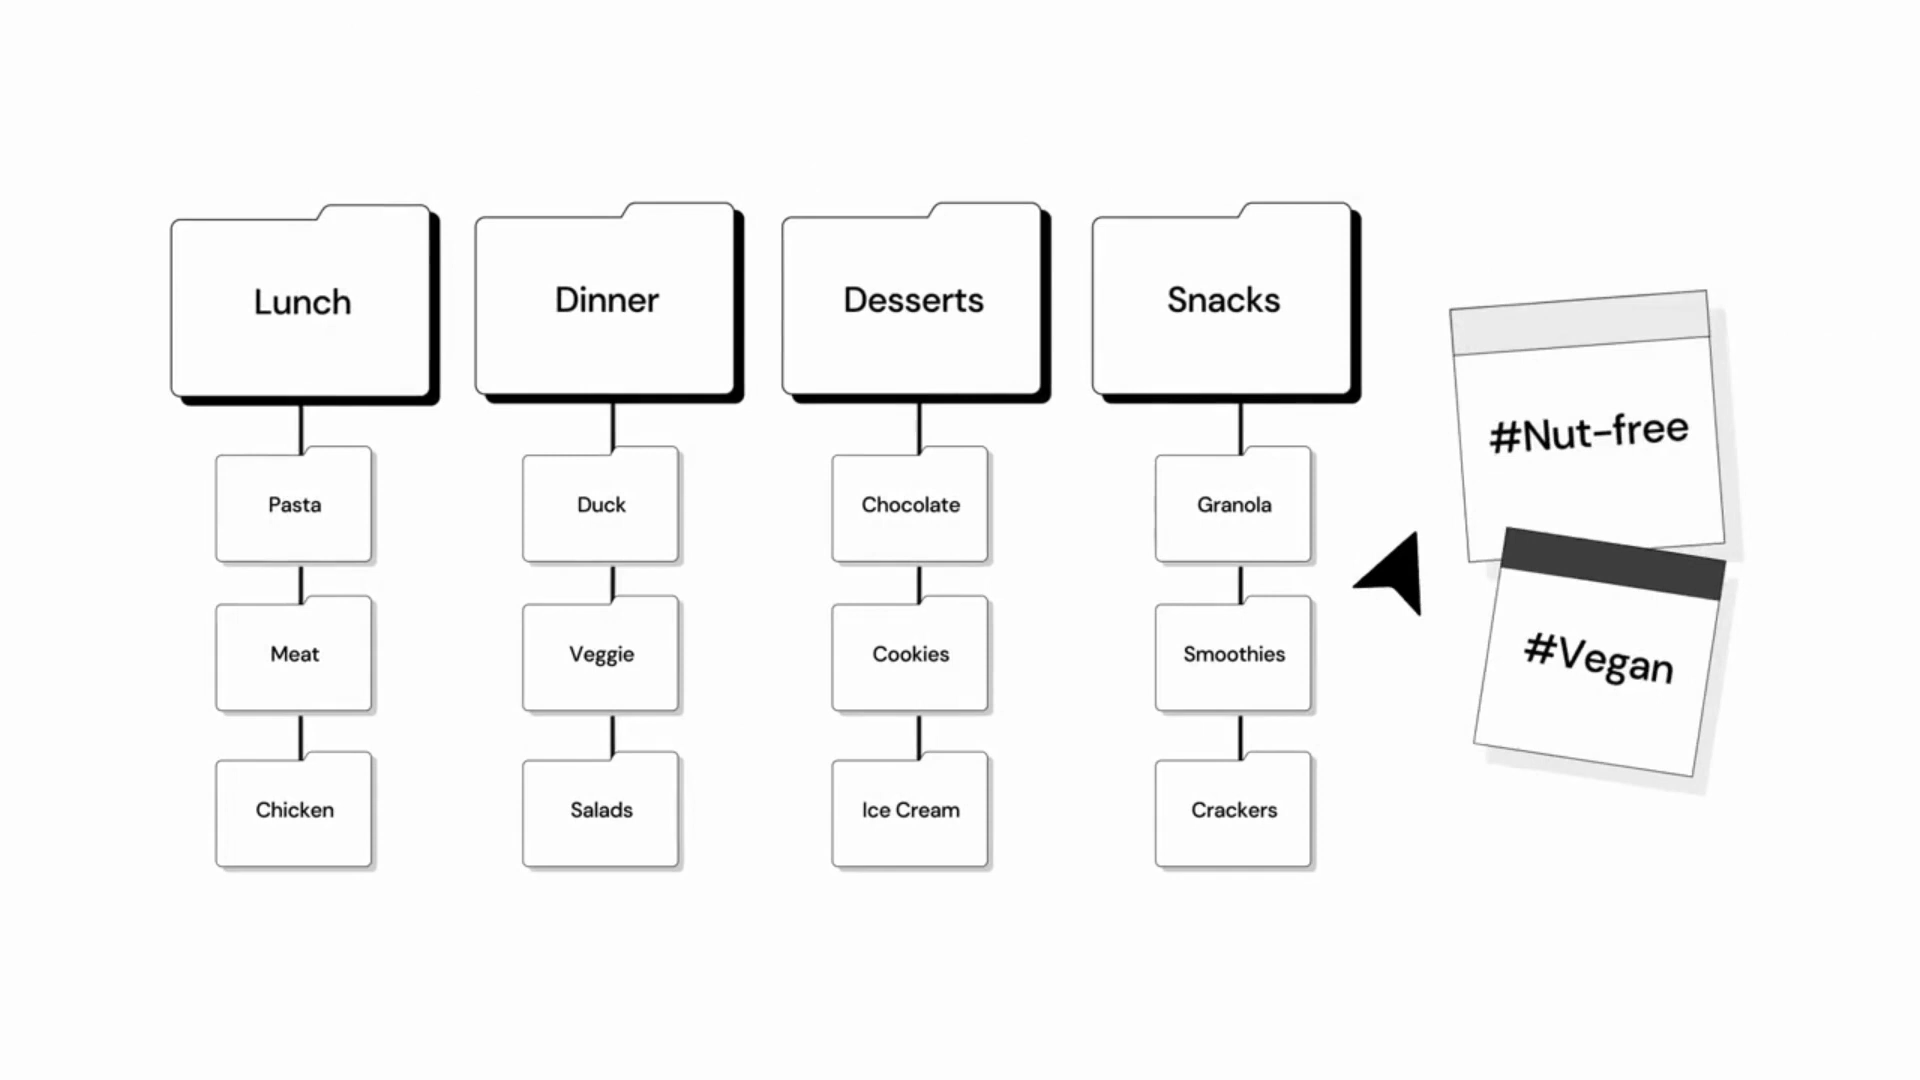 Lunch
Dinner
Desserts
Snacks
Pasta
Duck
Chocolate
Granola
Meat
Veggie
Cookies
Smoothies
Chicken
Salads
Ice Cream
Crackers
#Nut-free
#Vegan